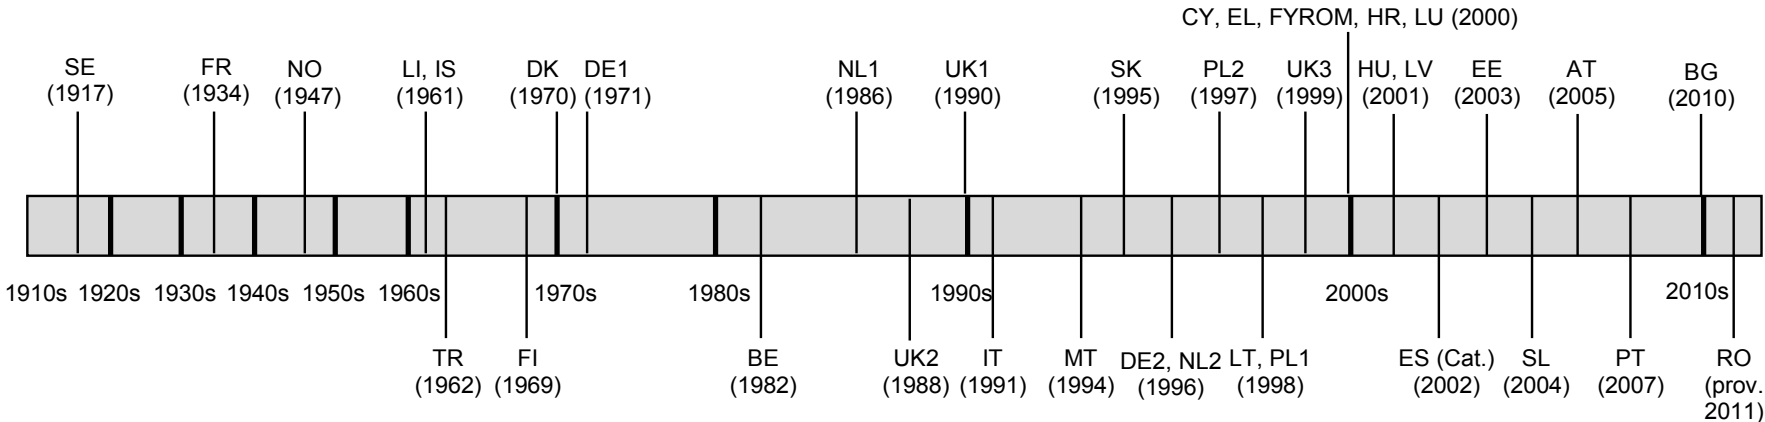 CY, EL, FYROM, HR, LU (2000)
SE
(1917)
FR
(1934)
NO
(1947)
LI, IS
(1961)
DK
(1970)
DE1
(1971)
NL1
(1986)
UK1
(1990)
SK
(1995)
PL2
(1997)
UK3
(1999)
HU, LV
(2001)
EE
(2003)
AT
(2005)
BG
(2010)
1910s 1920s 1930s 1940s 1950s 1960s 1970s 1980s 1990s 2000s 2010s
TR
(1962)
FI
(1969)
BE
(1982)
UK2
(1988)
IT
(1991)
MT
(1994)
DE2, NL2
(1996)
LT, PL1
(1998)
ES (Cat.)
(2002)
SL
(2004)
PT
(2007)
RO
(prov.
2011)